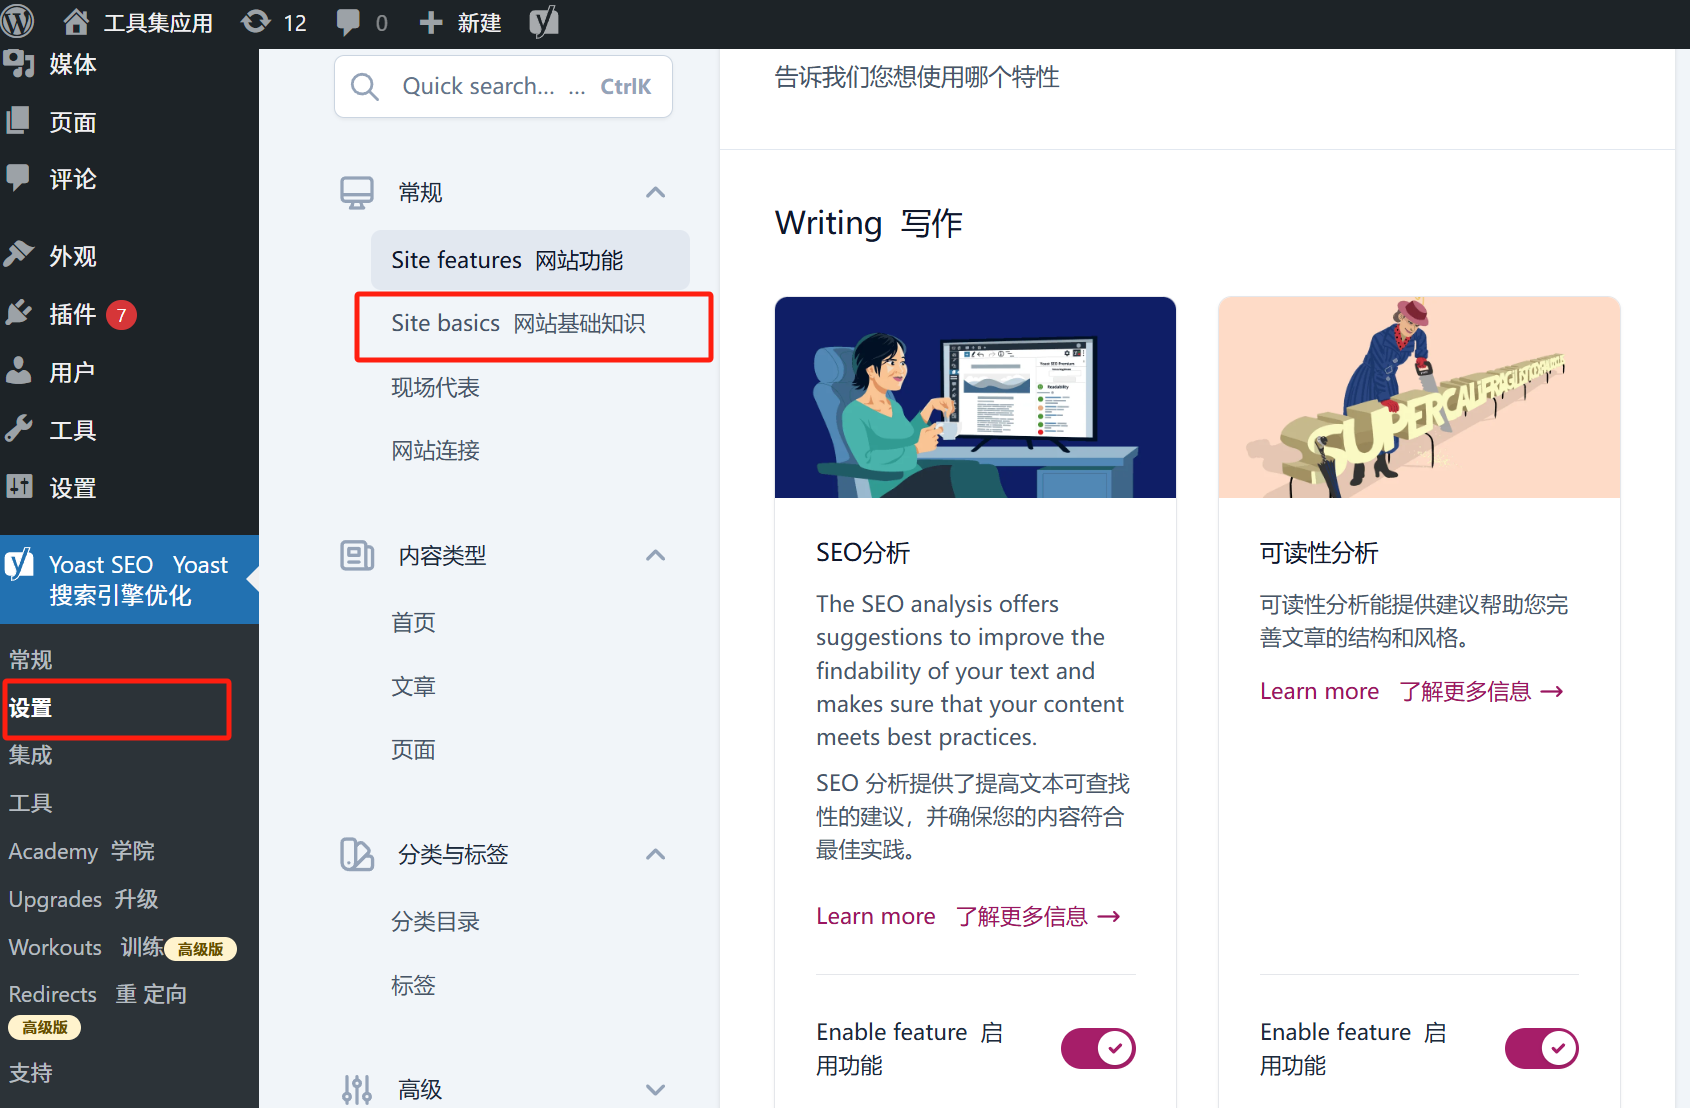 工具集应用 12 0 新建
媒体
页面
评论
外观
插件 7
用户
工具
设置
Yoast SEO Yoast
搜索引擎优化
常规
设置
集成
工具
Academy 学院
Upgrades 升级
Workouts 训练 高级版
Redirects 重 定向
高级版
支持
Quick search... ... CtrlK
常规
Site features 网站功能
Site basics 网站基础知识
现场代表
网站连接
内容类型
首页
文章
页面
分类与标签
分类目录
标签
高级
告诉我们您想使用哪个特性
Writing 写作
SEO分析
The SEO analysis offers
suggestions to improve the
findability of your text and
makes sure that your content
meets best practices.
SEO 分析提供了提高文本可查找
性的建议，并确保您的内容符合
最佳实践。
Learn more 了解更多信息 →
Enable feature 启
用功能
可读性分析
可读性分析能提供建议帮助您完
善文章的结构和风格。
Learn more 了解更多信息 →
Enable feature 启
用功能